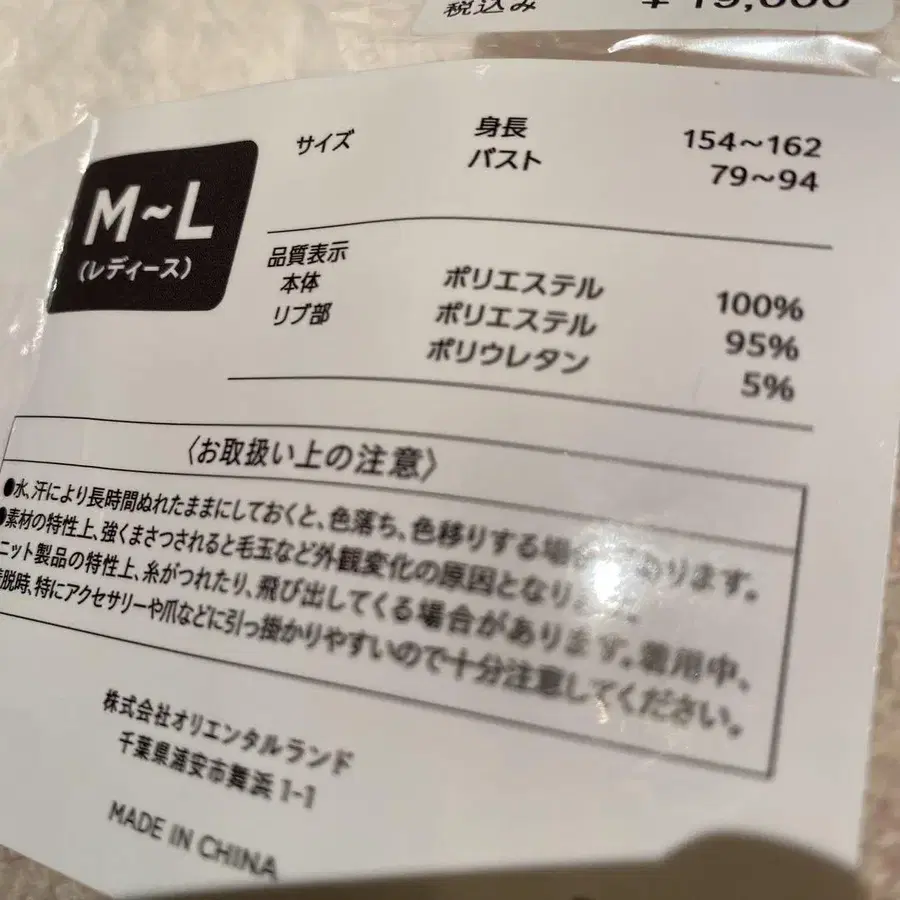 税込み
M~L
(レディース)
サイズ 身長 154~162
バスト 79~94
品質表示
本体 ポリエステル 100%
リブ部 ポリエステル 95%
ポリウレタン 5%
〈お取扱い上の注意〉
●水、汗により長時間ぬれたままにしておくと、色落ち、色移りする場合があります。
●素材の特性上、強くまさつされると毛玉など外観変化の原因となります。
ニット製品の特性上、糸がつれたり、飛び出してくる場合があります。着用中、
脱時、特にアクセサリーや爪などに引っ掛かりやすいので十分注意してください。
株式会社オリエンタルランド
千葉県浦安市舞浜1-1
MADE IN CHINA